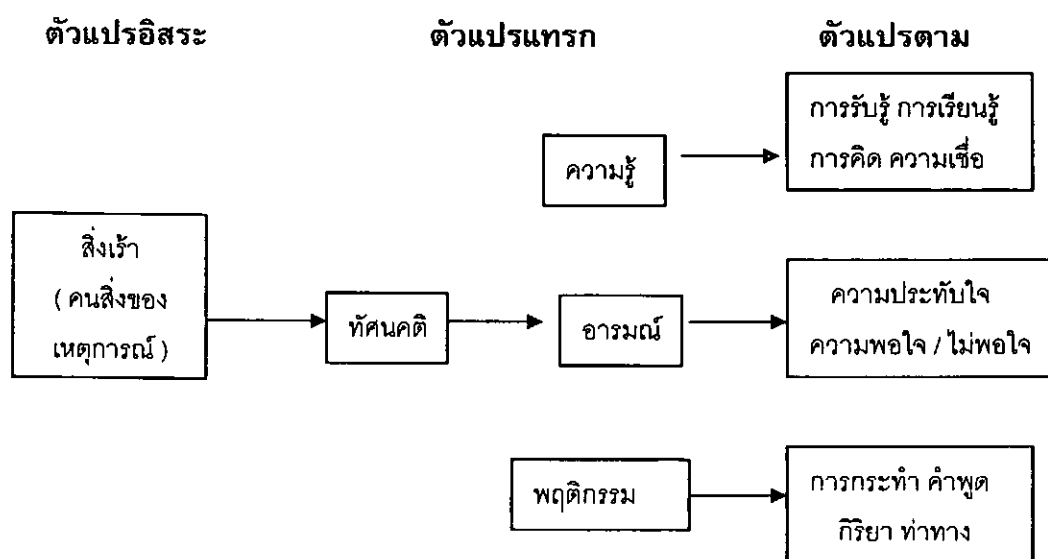 ตัวแปรอิสระ
ตัวแปรแทรก
ตัวแปรตาม
การรับรู้ การเรียนรู้
การคิด ความเชื่อ
ความรู้
สิ่งเร้า
( คนสิ่งของ
เหตุการณ์ )
ทัศนคติ
อารมณ์
ความประทับใจ
ความพอใจ / ไม่พอใจ
พฤติกรรม
การกระทำ คำพูด
กิริยา ท่าทาง